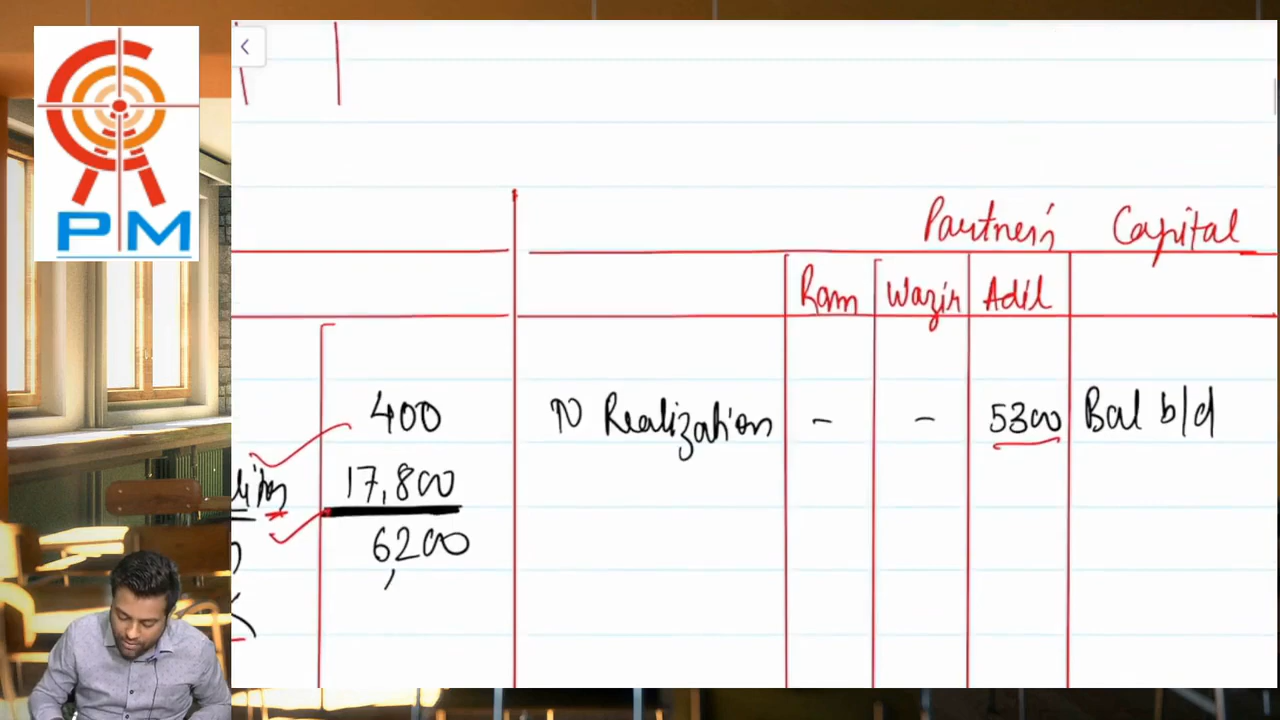 PM
Partner's Capital
Ram Wazir Adil
400
To Realization - - 5300 Bal b/d
17,800
6200